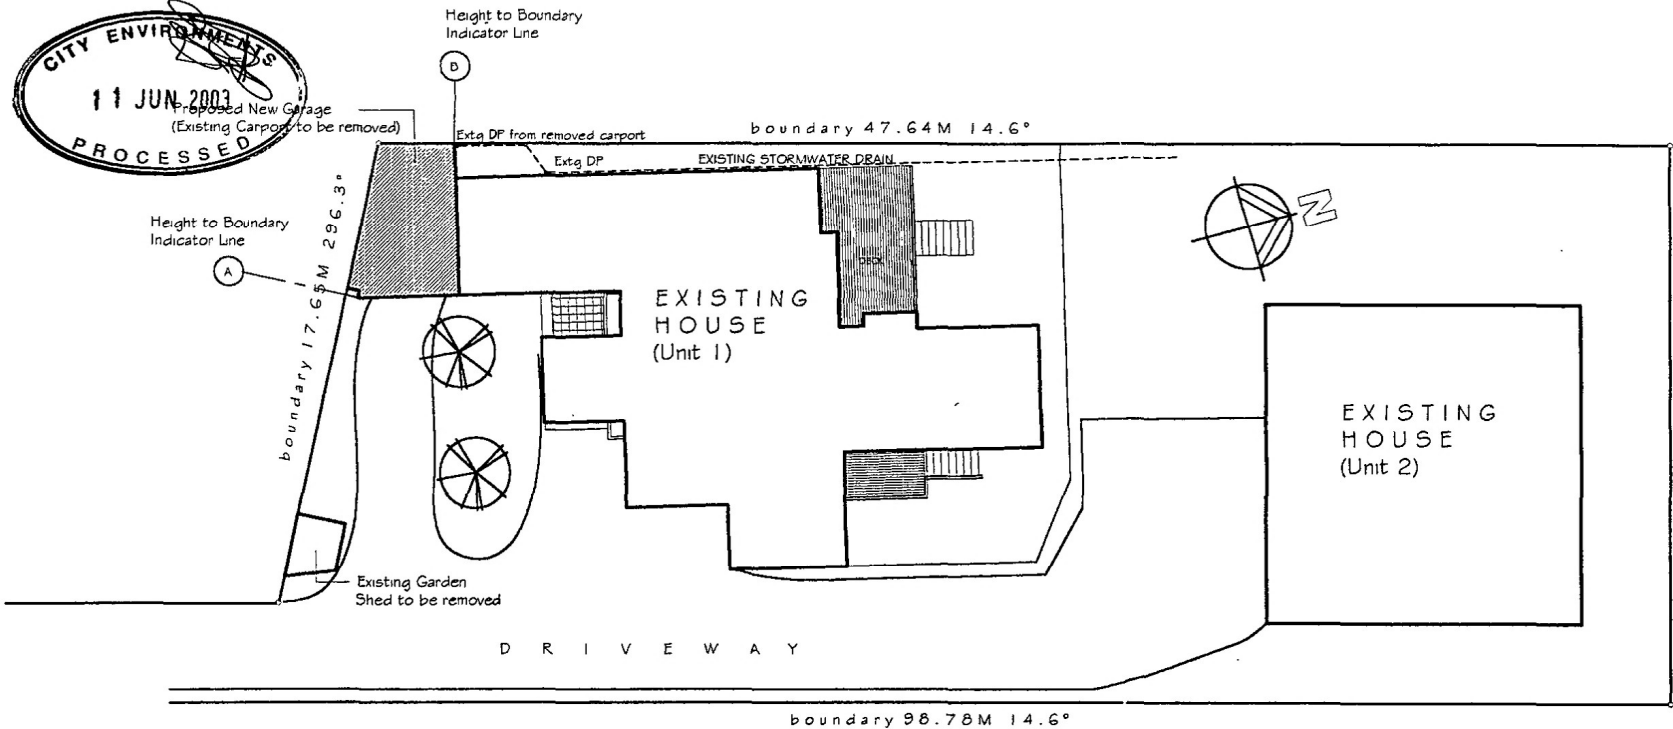 Height to Boundary
Indicator Line
B
CITY ENVIRONMENTS
11 JUN 2003
PROCESSED
Proposed New Garage
(Existing Carport to be removed)
Extg DP from removed carport
boundary 47.64M 14.6°
Extg DP
EXISTING STORMWATER DRAIN
Height to Boundary
Indicator Line
A
boundary 17.65M 296.3°
N
DECK
EXISTING
HOUSE
(Unit 1)
EXISTING
HOUSE
(Unit 2)
Existing Garden
Shed to be removed
DRIVEWAY
boundary 98.78M 14.6°